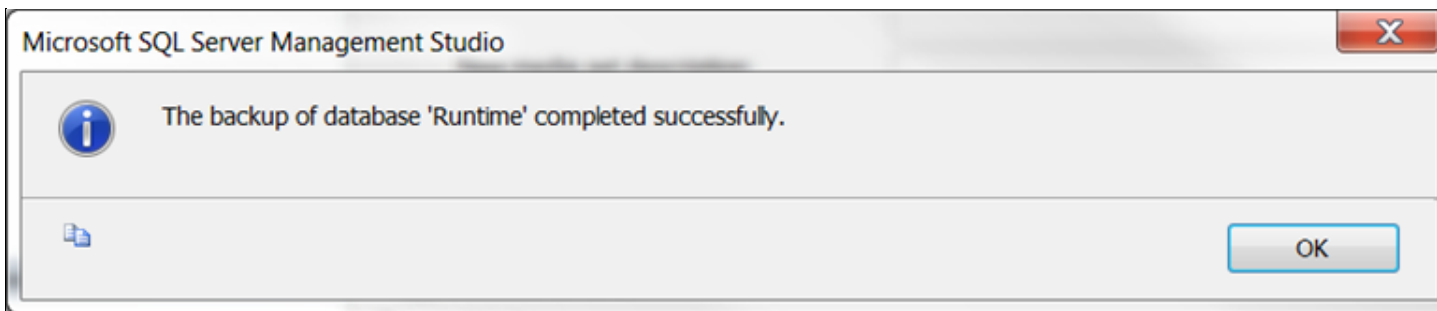 Microsoft SQL Server Management Studio
The backup of database 'Runtime' completed successfully.
OK